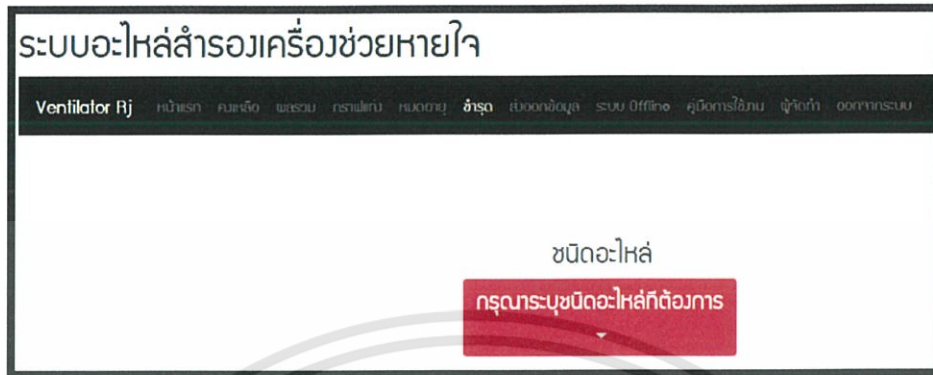 ระบบอะไหล่สำรองเครื่องช่วยหายใจ
Ventilator Rj หน้าแรก คงเหลือ ผลรวม กราฟแท่ง หมดอายุ ชำรุด ส่งออกข้อมูล ระบบ Offline คู่มือการใช้งาน ผู้จัดทำ ออกจากระบบ
ชนิดอะไหล่
กรุณาระบุชนิดอะไหล่ที่ต้องการ